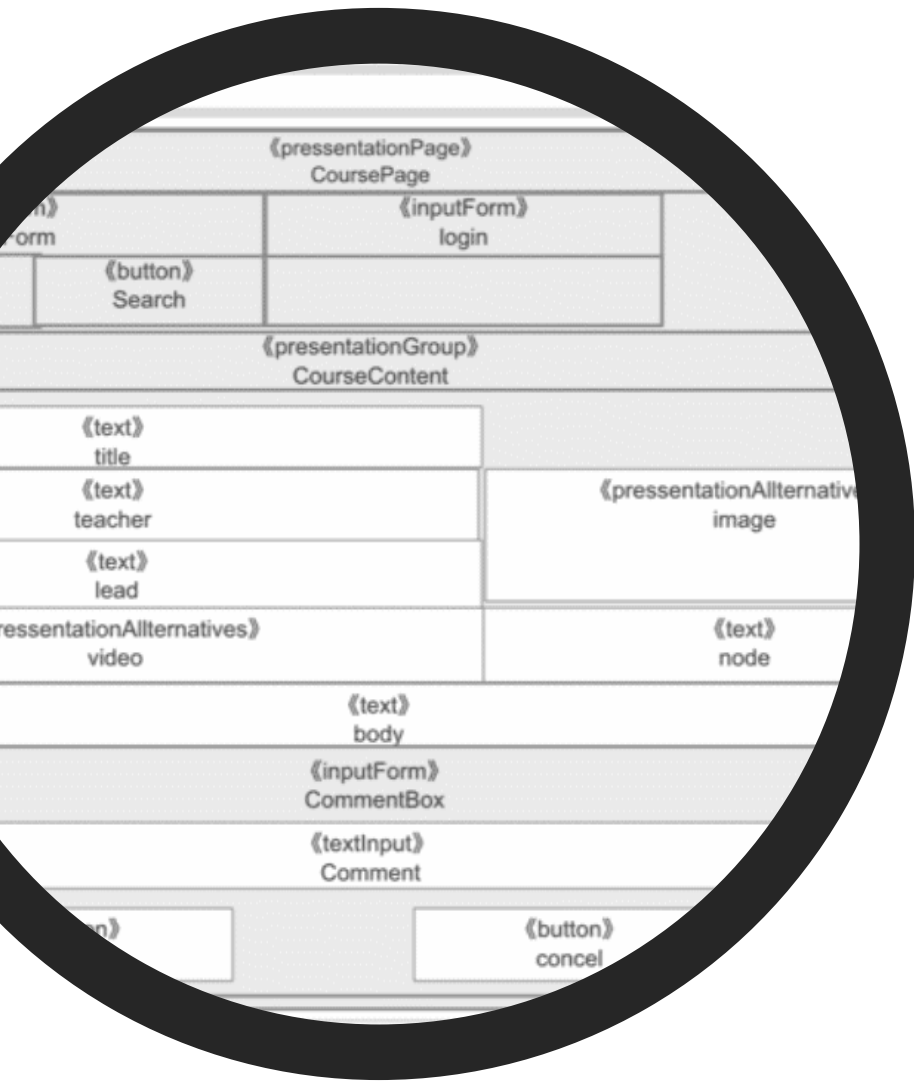 《pressentationPage》
CoursePage
《inputForm》
login
《button》
Search
《presentationGroup》
CourseContent
《text》
title
《text》
teacher
《pressentationAllternative
image
《text》
lead
ressentationAllternatives》
video
《text》
node
《text》
body
《inputForm》
CommentBox
《textInput》
Comment
《button》
concel